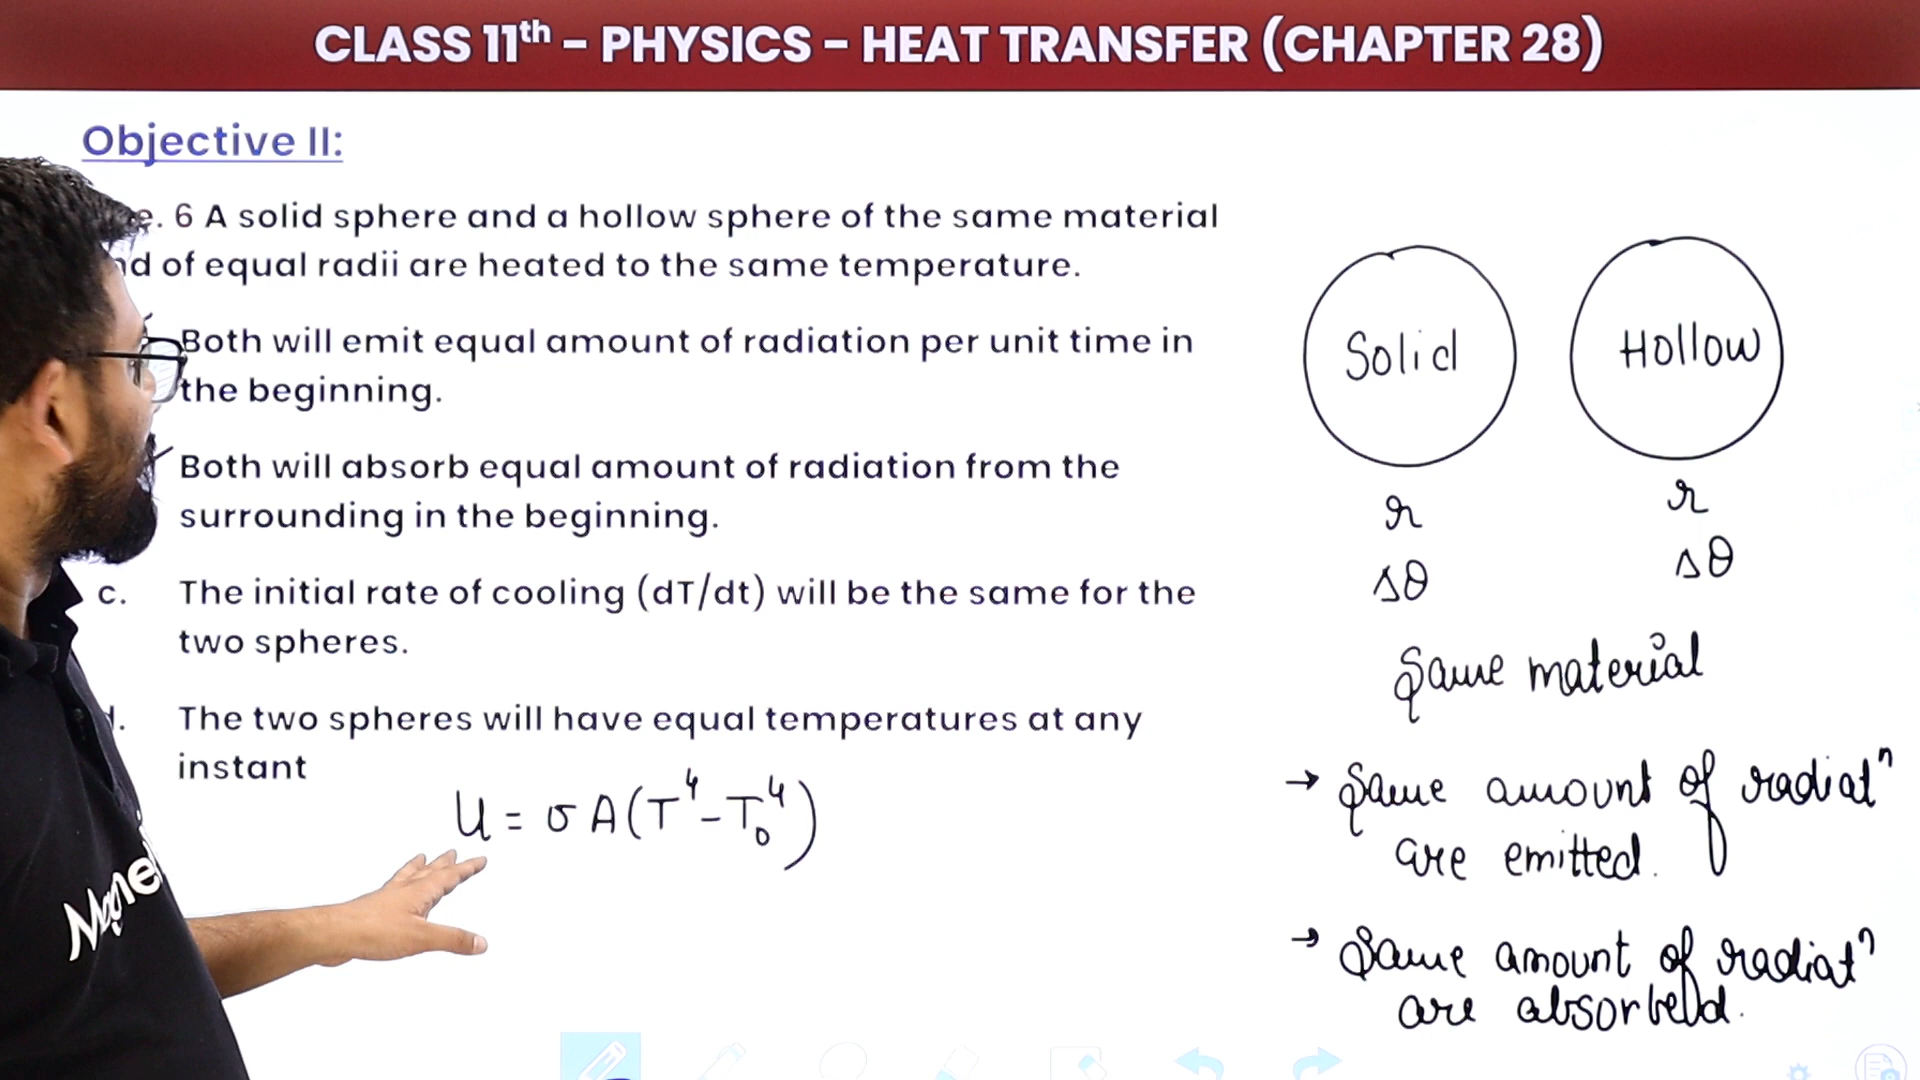 CLASS 11th - PHYSICS - HEAT TRANSFER (CHAPTER 28)
Objective II:
e. 6 A solid sphere and a hollow sphere of the same material
nd of equal radii are heated to the same temperature.
Both will emit equal amount of radiation per unit time in
the beginning.
Both will absorb equal amount of radiation from the
surrounding in the beginning.
c. The initial rate of cooling (dT/dt) will be the same for the
two spheres.
d. The two spheres will have equal temperatures at any
instant
U = σA(T⁴-T₀⁴)
Solid
Hollow
r
r
Δθ
Δθ
Same material
→ Same amount of radiatⁿ
are emitted.
→ Same amount of radiatⁿ
are absorbed.